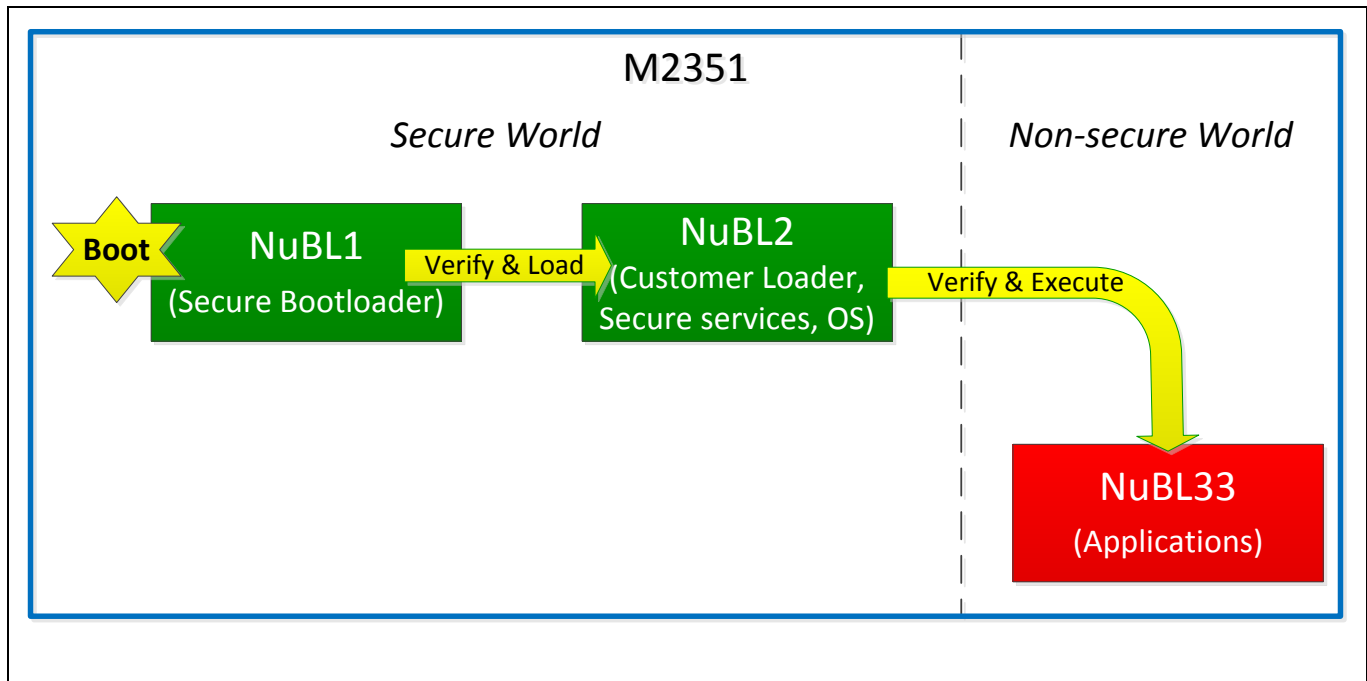 M2351
Secure World
Non-secure World
Boot
NuBL1
(Secure Bootloader)
Verify & Load
NuBL2
(Customer Loader,
Secure services, OS)
Verify & Execute
NuBL33
(Applications)